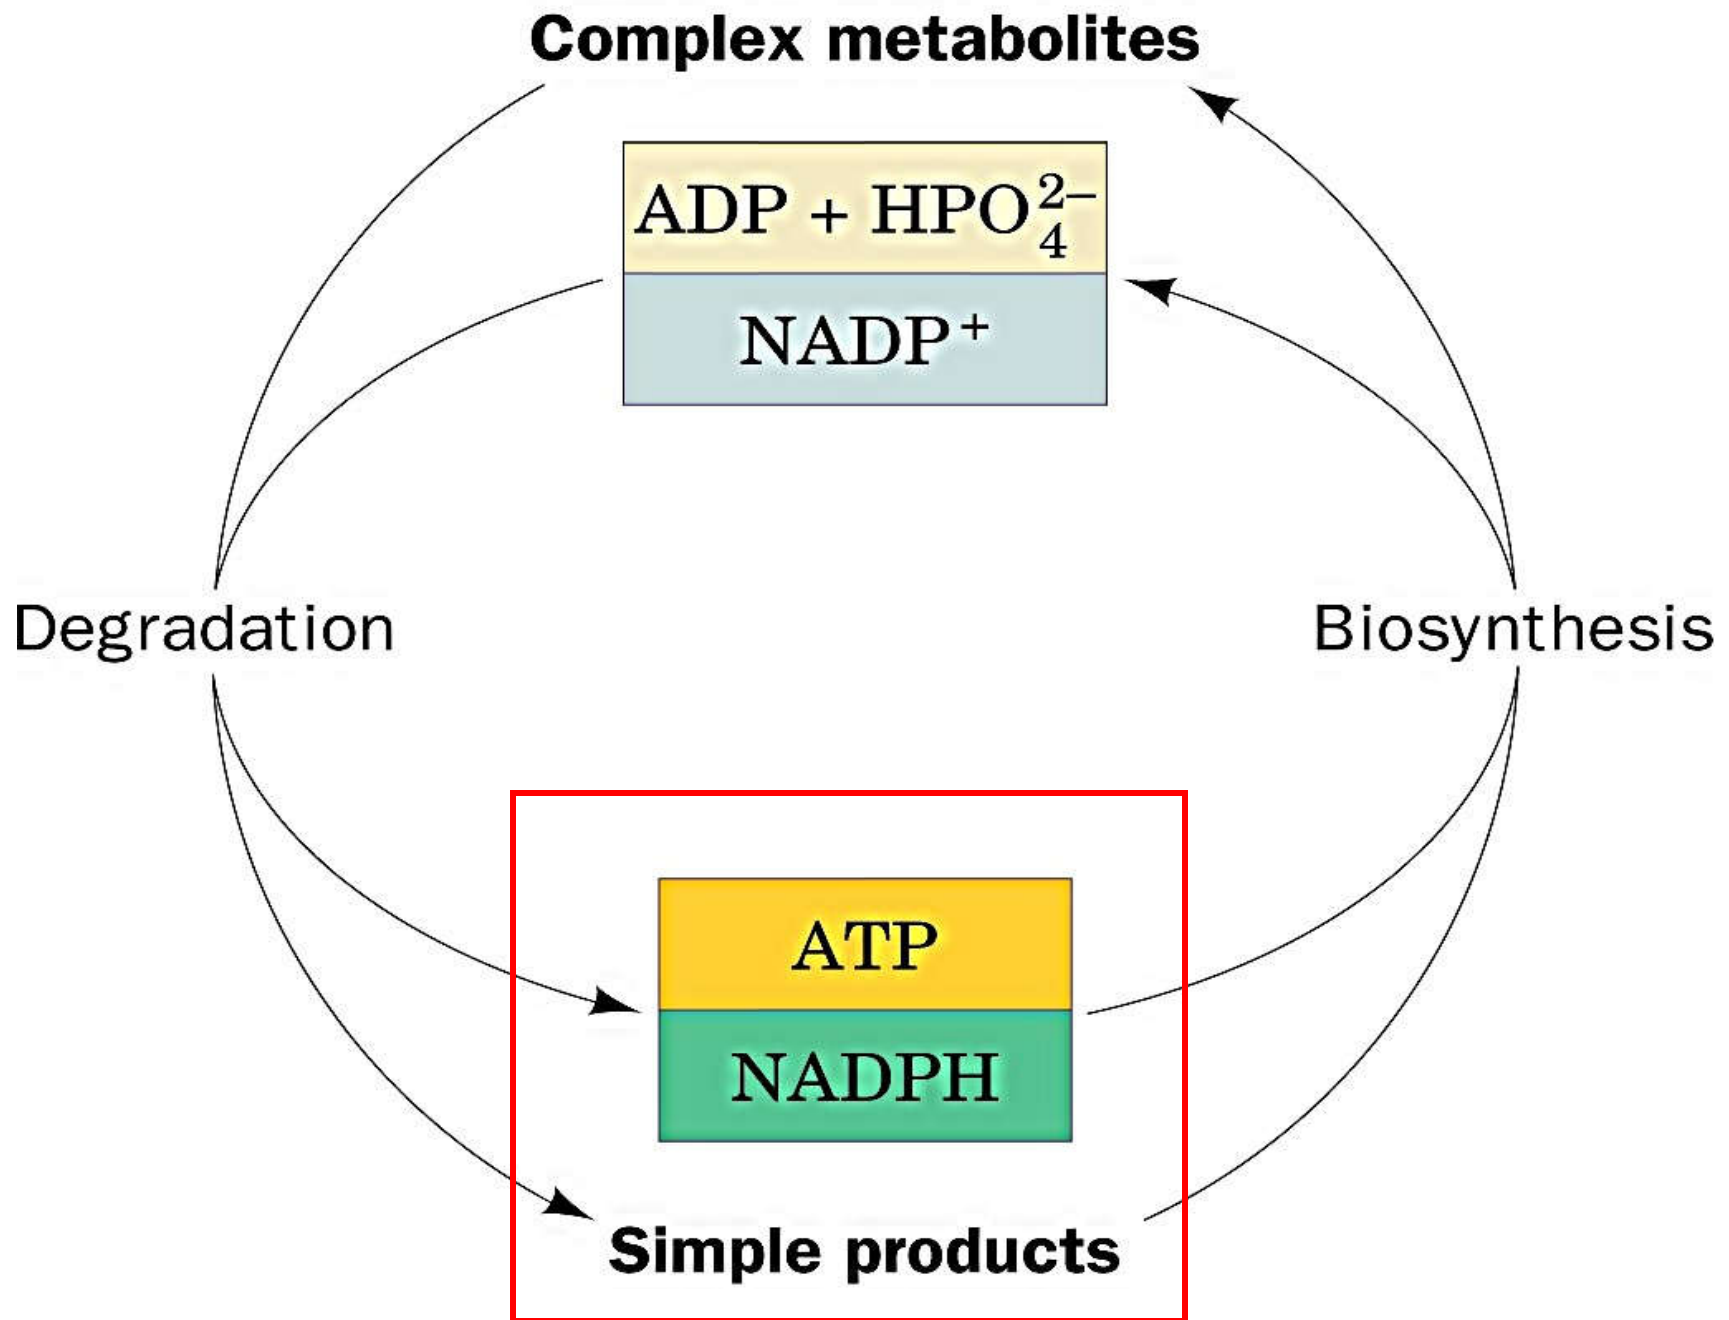 Complex metabolites
ADP + HPO₄²⁻
NADP⁺
Degradation
Biosynthesis
ATP
NADPH
Simple products